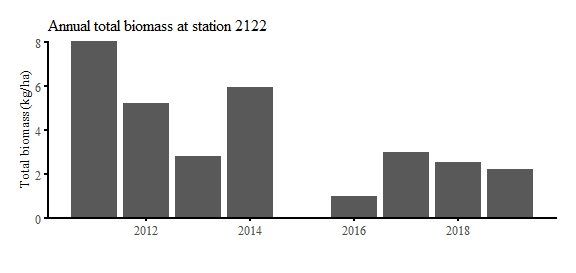 Annual total biomass at station 2122
Total biomass (kg/ha)
8
6
4
2
0
2012 2014 2016 2018